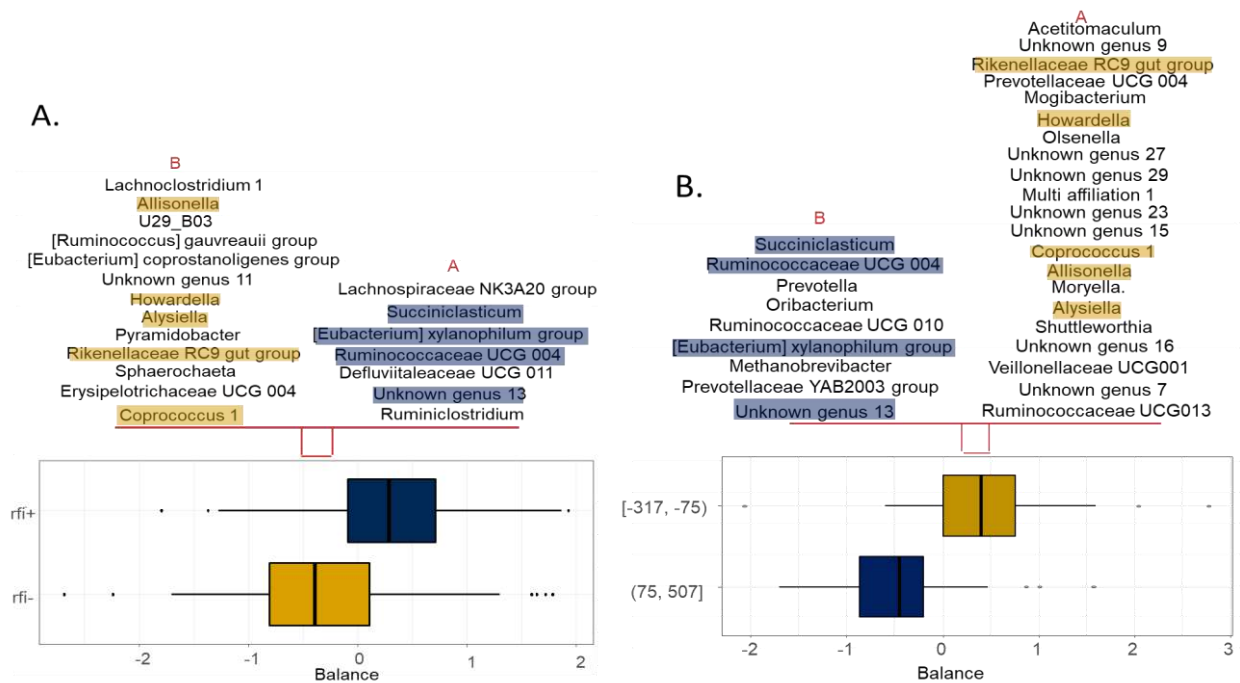 A.
B
Lachnoclostridium 1
Allisonella
U29_B03
[Ruminococcus] gauvreauii group
[Eubacterium] coprostanoligenes group
Unknown genus 11
Howardella
Alysiella
Pyramidobacter
Rikenellaceae RC9 gut group
Sphaerochaeta
Erysipelotrichaceae UCG 004
Coprococcus 1
A
Lachnospiraceae NK3A20 group
Succiniclasticum
[Eubacterium] xylanophilum group
Ruminococcaceae UCG 004
Defluviitaleaceae UCG 011
Unknown genus 13
Ruminiclostridium
rfi+
rfi-
-2 -1 0 1 2
Balance
B.
B
Succiniclasticum
Ruminococcaceae UCG 004
Prevotella
Oribacterium
Ruminococcaceae UCG 010
[Eubacterium] xylanophilum group
Methanobrevibacter
Prevotellaceae YAB2003 group
Unknown genus 13
A
Acetitomaculum
Unknown genus 9
Rikenellaceae RC9 gut group
Prevotellaceae UCG 004
Mogibacterium
Howardella
Olsenella
Unknown genus 27
Unknown genus 29
Multi affiliation 1
Unknown genus 23
Unknown genus 15
Coprococcus 1
Allisonella
Moryella.
Alysiella
Shuttleworthia
Unknown genus 16
Veillonellaceae UCG001
Unknown genus 7
Ruminococcaceae UCG013
[-317, -75)
(75, 507]
-2 -1 0 1 2 3
Balance